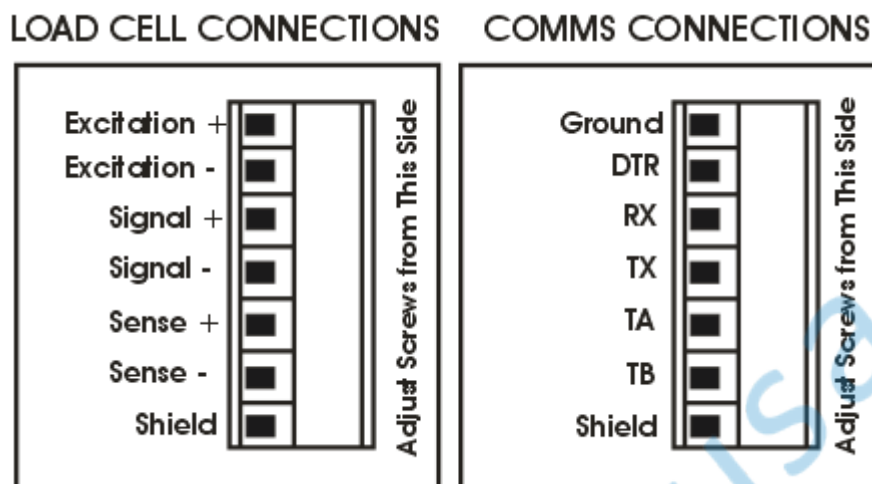 LOAD CELL CONNECTIONS
Excitation +
Excitation -
Signal +
Signal -
Sense +
Sense -
Shield
Adjust Screws from This Side
COMMS CONNECTIONS
Ground
DTR
RX
TX
TA
TB
Shield
Adjust Screws from This Side